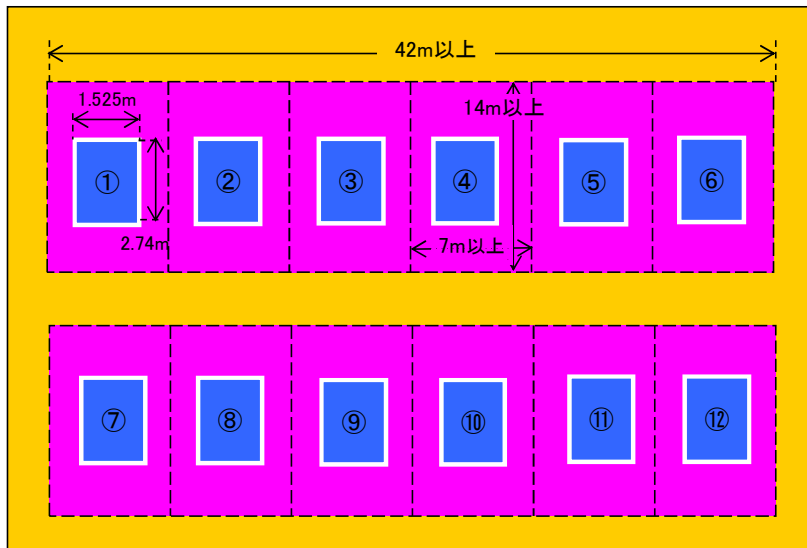 42m以上
1.525m
14m以上
① ② ③ ④ ⑤ ⑥
2.74m
7m以上
⑦ ⑧ ⑨ ⑩ ⑪ ⑫